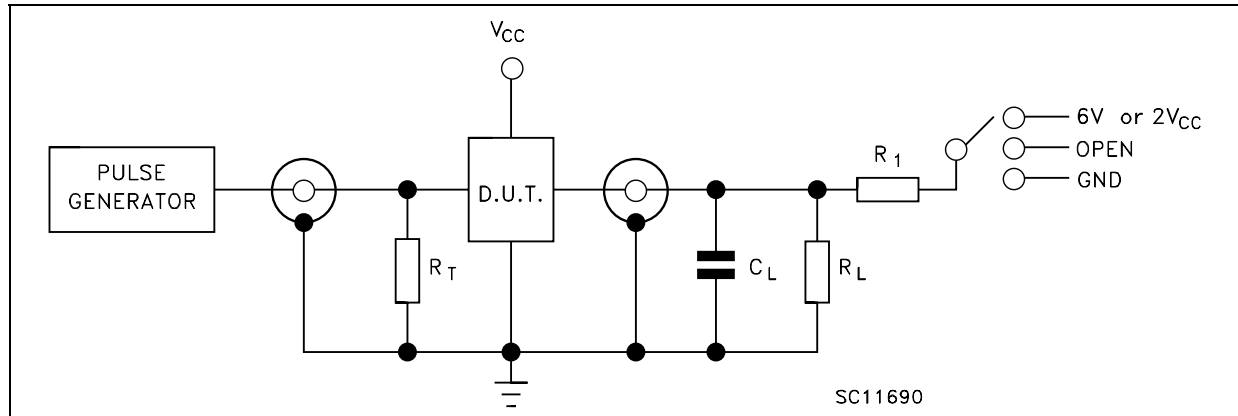 VCC
PULSE
GENERATOR
D.U.T.
RT
CL
RL
R1
6V or 2VCC
OPEN
GND
SC11690